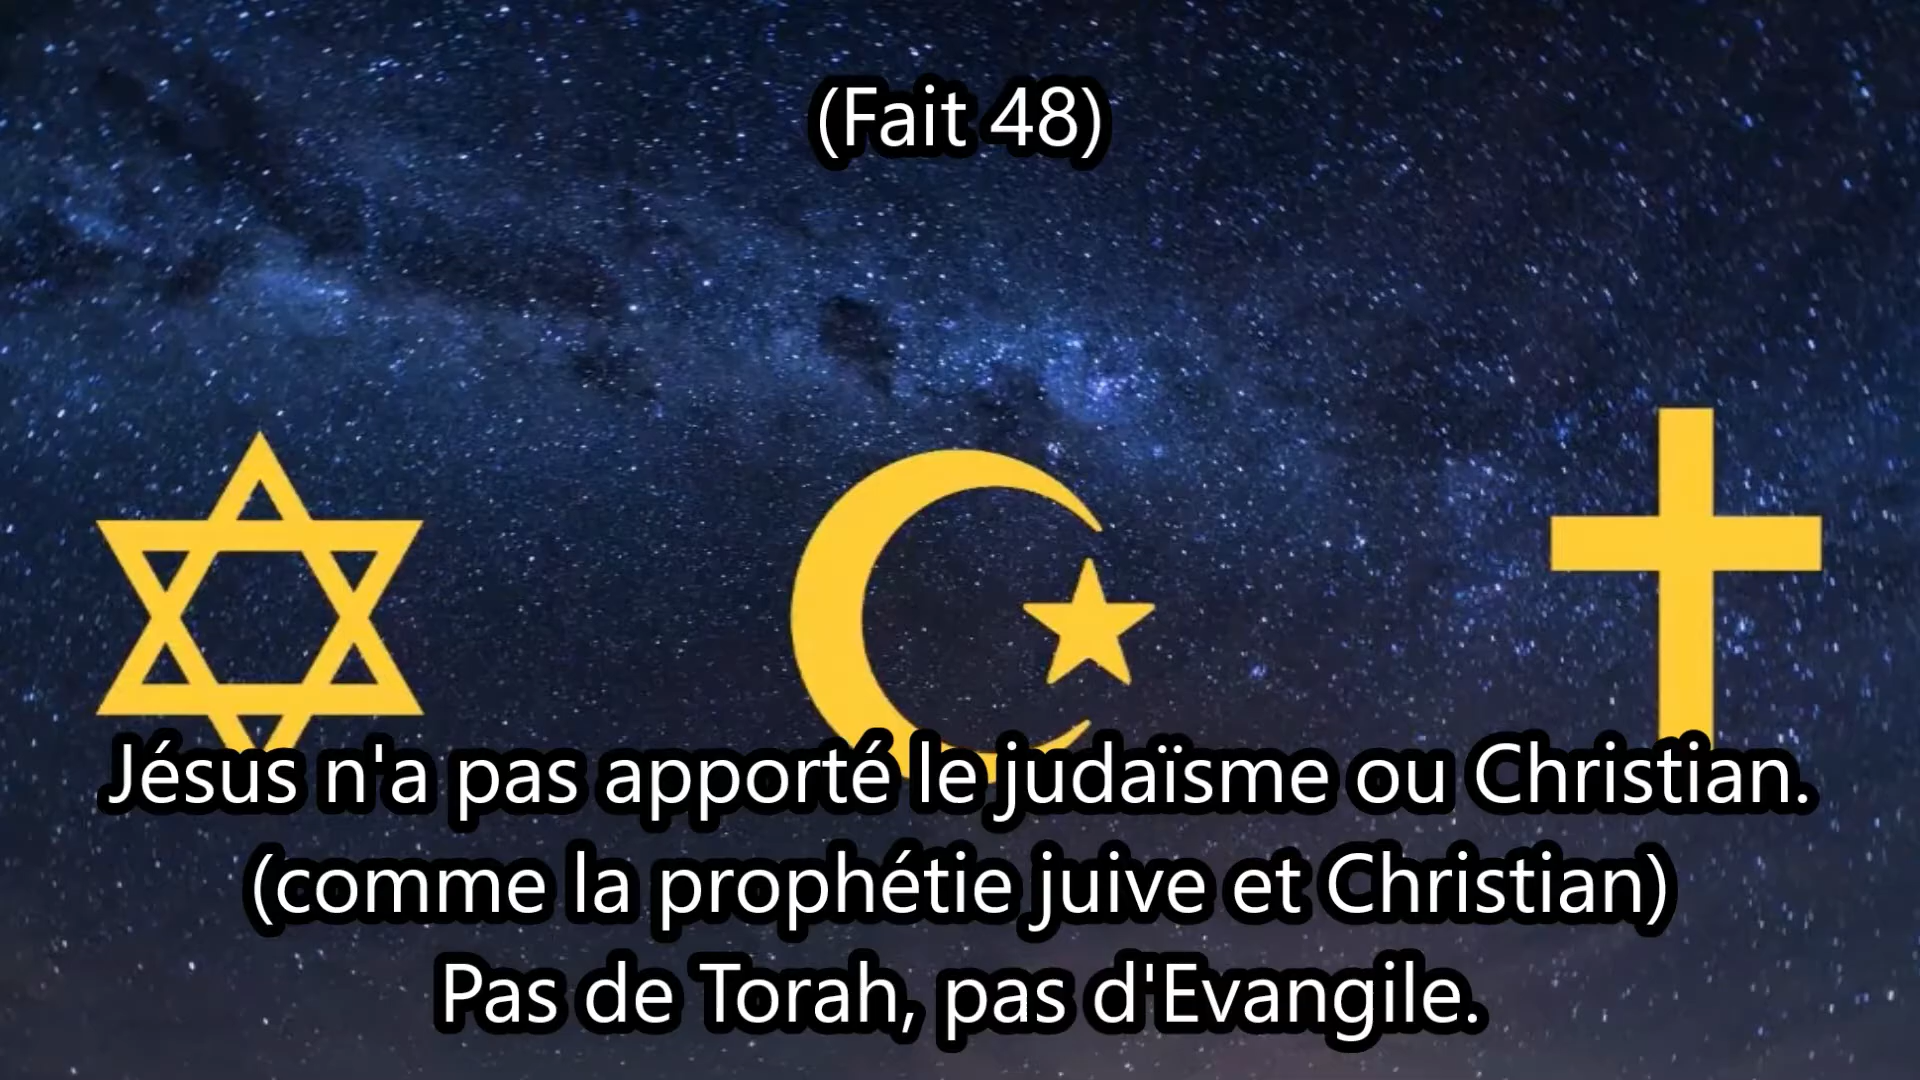 (Fait 48)
Jésus n'a pas apporté le judaïsme ou Christian.
(comme la prophétie juive et Christian)
Pas de Torah, pas d'Evangile.